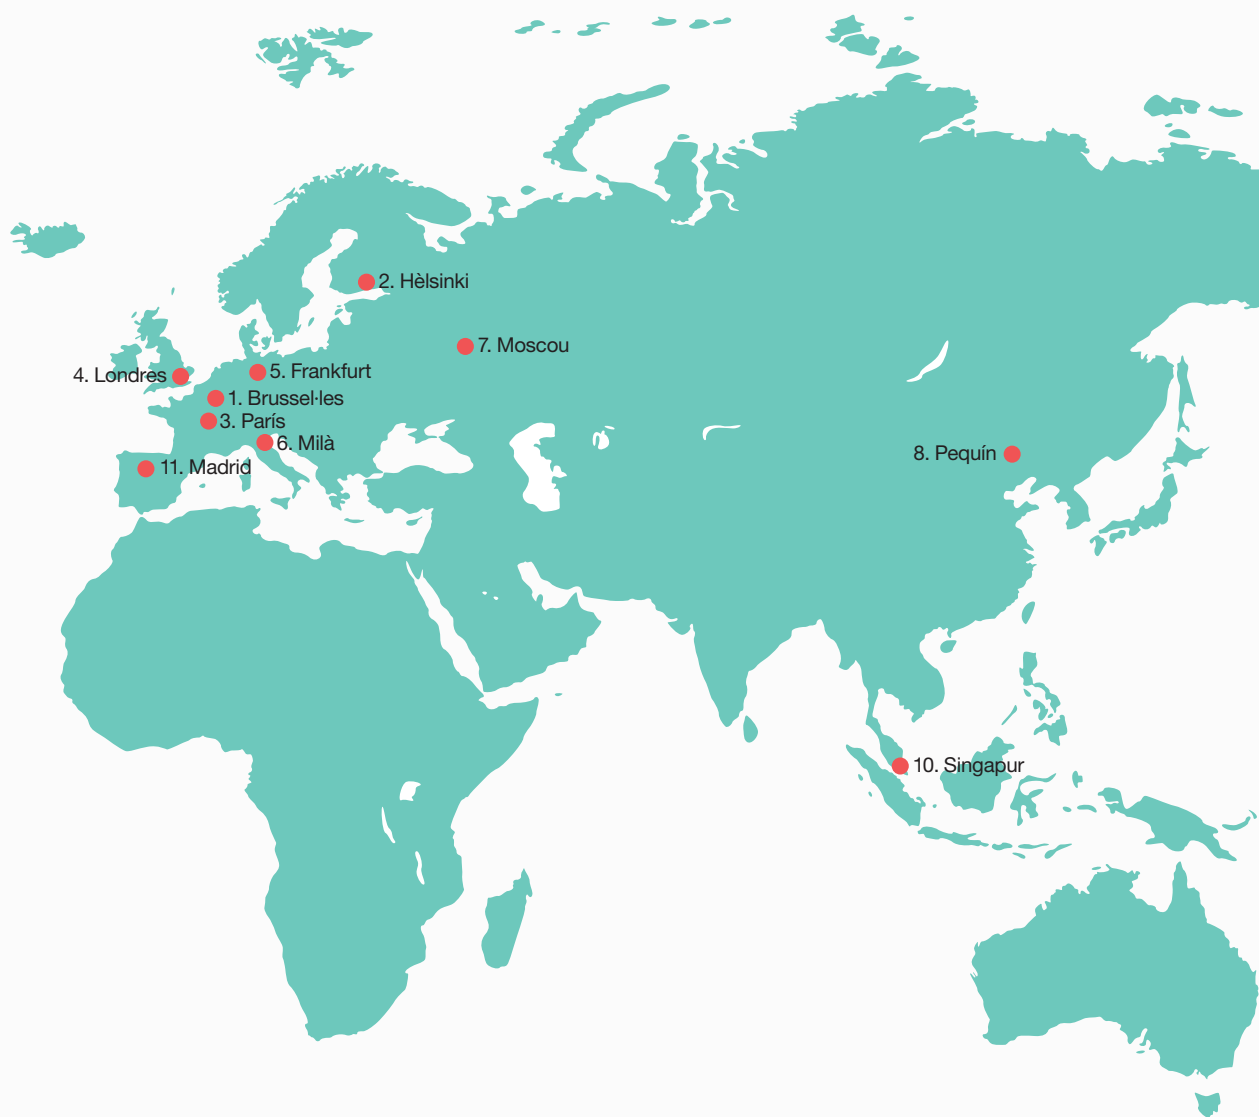 2. Hèlsinki
7. Moscou
5. Frankfurt
4. Londres
1. Brussel·les
3. París
6. Milà
8. Pequín
11. Madrid
10. Singapur